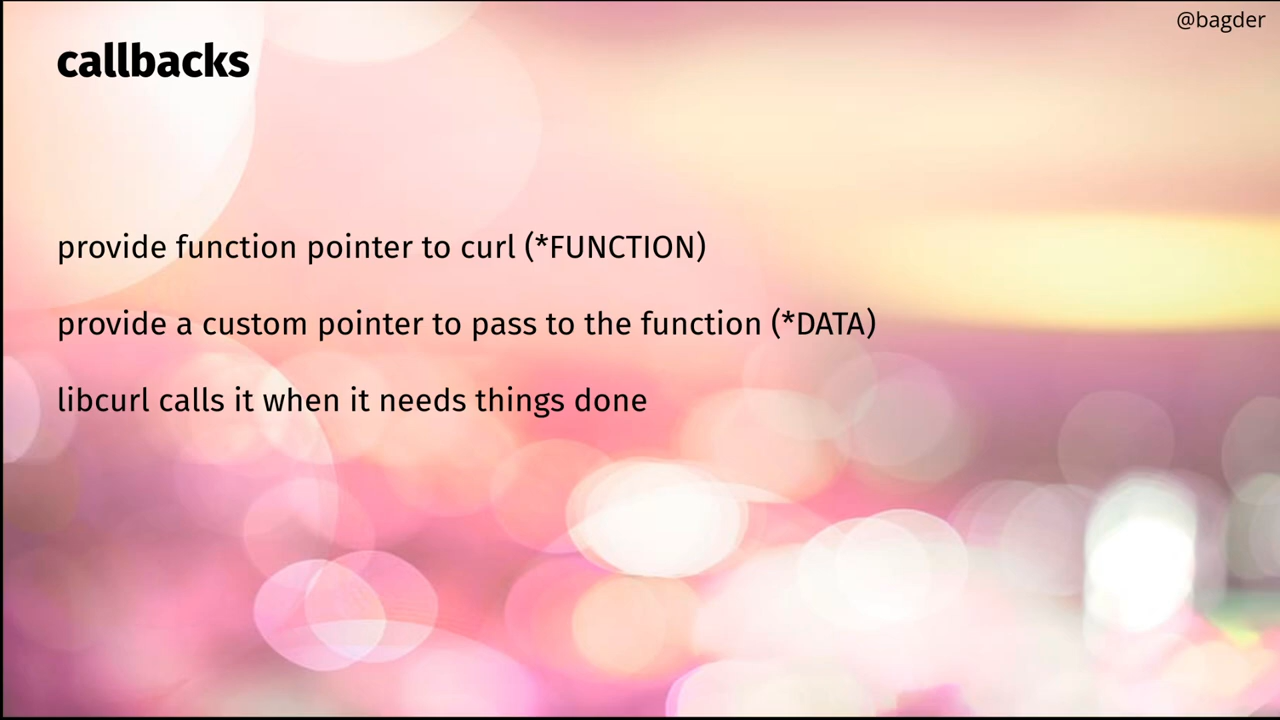 @bagder
callbacks
provide function pointer to curl (*FUNCTION)
provide a custom pointer to pass to the function (*DATA)
libcurl calls it when it needs things done